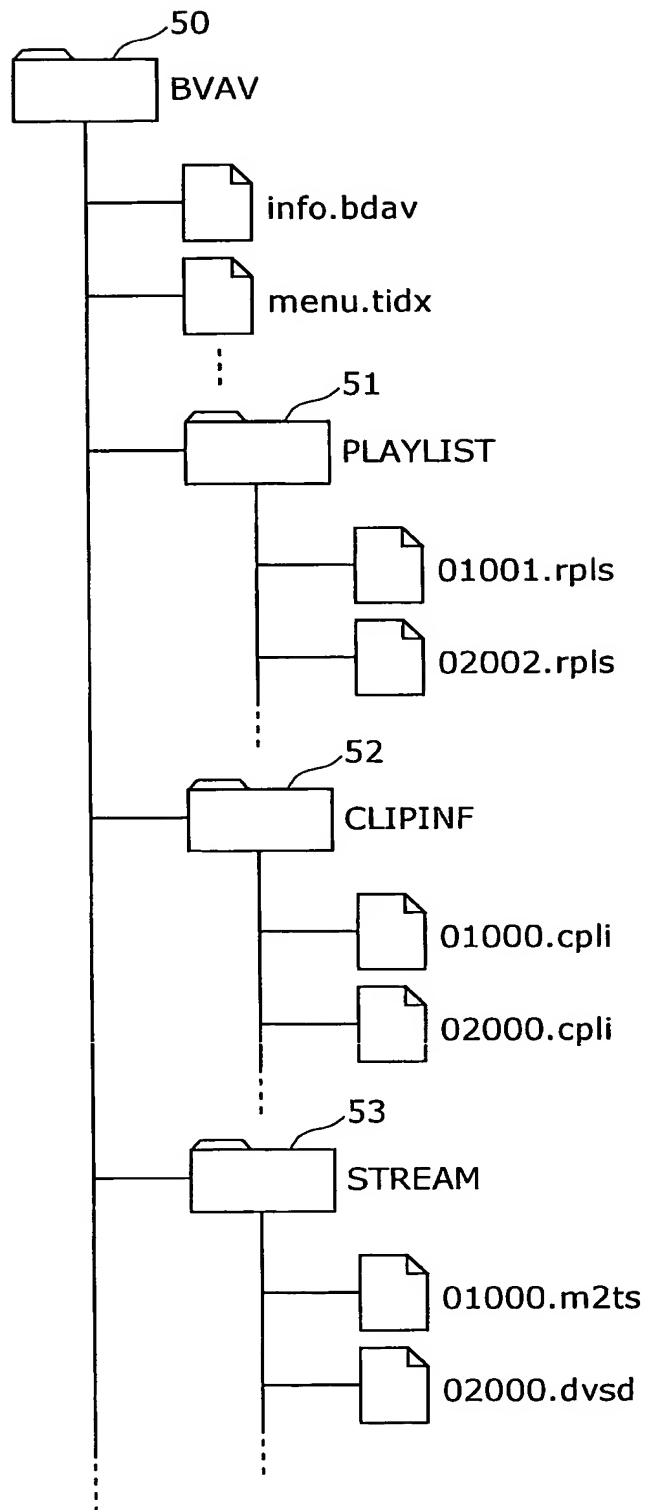 50
BVAV
info.bdav
menu.tidx
51
PLAYLIST
01001.rpls
02002.rpls
52
CLIPINF
01000.cpli
02000.cpli
53
STREAM
01000.m2ts
02000.dvsd